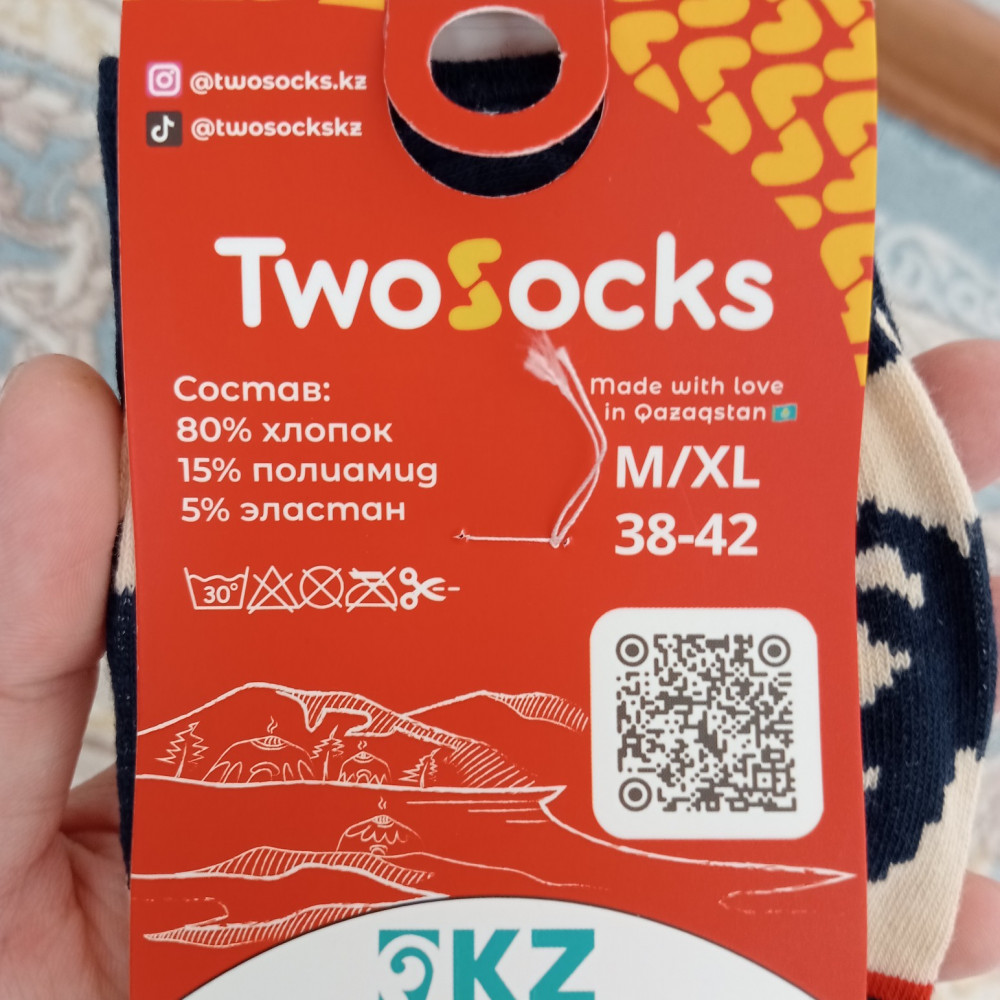 @twosocks.kz
@twosockskz
TwoSocks
Состав:
80% хлопок
15% полиамид
5% эластан
30°
Made with love
in Qazaqstan
M/XL
38-42
KZ